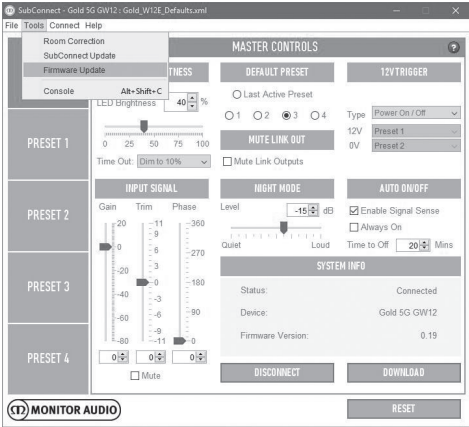 SubConnect - Gold 5G GW12 : Gold_W12E_Defaults.xml
File Tools Connect Help
Room Correction
SubConnect Update
Firmware Update
Console Alt+Shift+C
MASTER CONTROLS
?
TNESS
LED Brightness 40 %
0 25 50 75 100
Time Out: Dim to 10%
DEFAULT PRESET
Last Active Preset
1 2 3 4
MUTE LINK OUT
Mute Link Outputs
12V TRIGGER
Type Power On / Off
12V Preset 1
0V Preset 2
PRESET 1
PRESET 2
PRESET 3
PRESET 4
INPUT SIGNAL
Gain Trim Phase
20 11 360
9
0 6 270
3
-20 0 180
-40 -3
-60 -6 90
-9
-80 -11 0
0 0 0
Mute
NIGHT MODE
Level -15 dB
Quiet Loud
AUTO ON/OFF
Enable Signal Sense
Always On
Time to Off 20 Mins
SYSTEM INFO
Status: Connected
Device: Gold 5G GW12
Firmware Version: 0.19
DISCONNECT
DOWNLOAD
MONITOR AUDIO
RESET